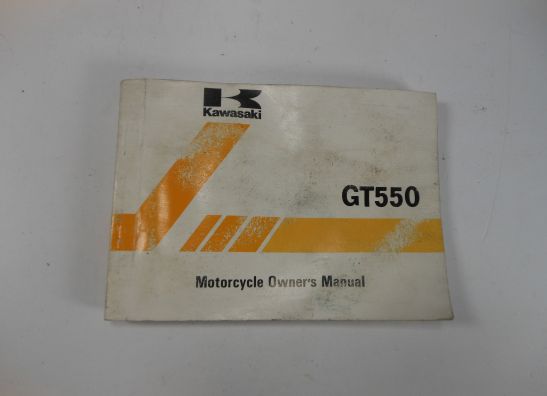 Kawasaki
GT550
Motorcycle Owner's Manual